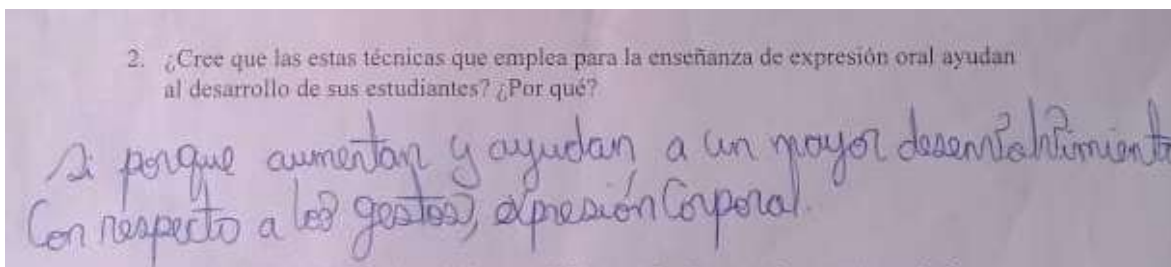 2. ¿Cree que las estas técnicas que emplea para la enseñanza de expresión oral ayudan
al desarrollo de sus estudiantes? ¿Por qué?
Si porque aumentan y ayudan a un mayor
Con respecto a los gestos, expresión Corporal.